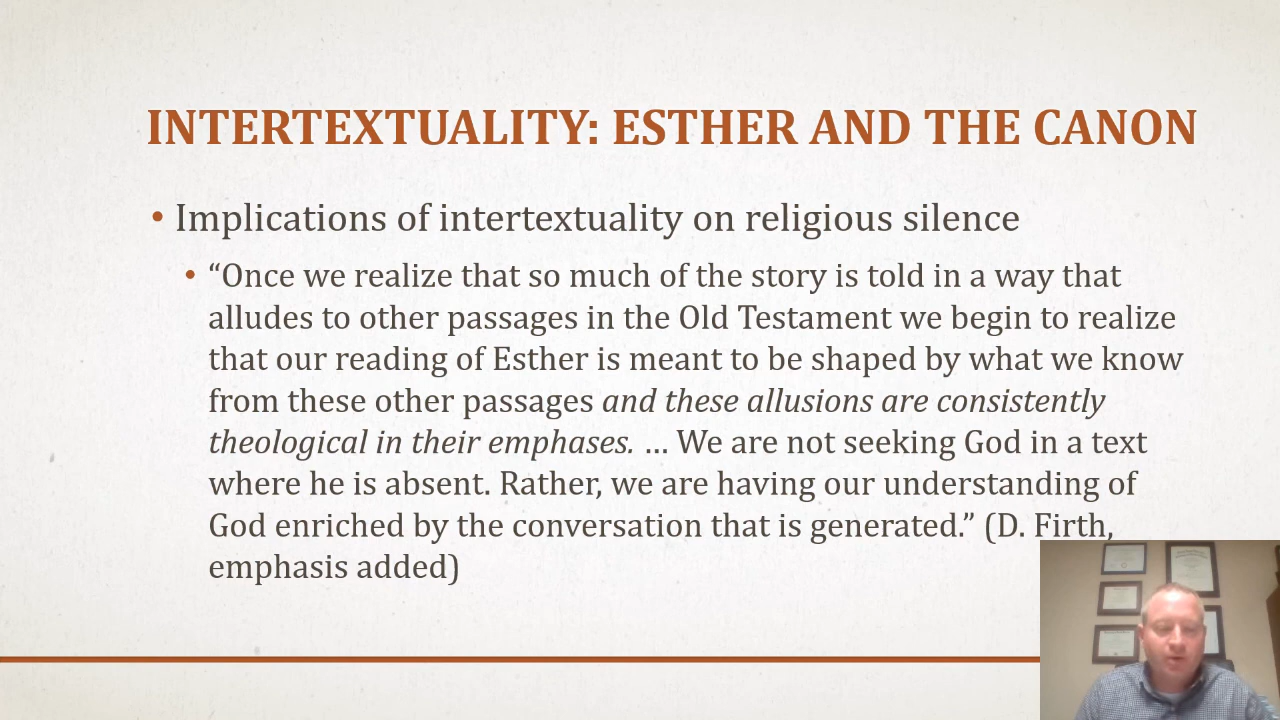 INTERTEXTUALITY: ESTHER AND THE CANON
• Implications of intertextuality on religious silence
• “Once we realize that so much of the story is told in a way that
alludes to other passages in the Old Testament we begin to realize
that our reading of Esther is meant to be shaped by what we know
from these other passages and these allusions are consistently
theological in their emphases. … We are not seeking God in a text
where he is absent. Rather, we are having our understanding of
God enriched by the conversation that is generated.” (D. Firth,
emphasis added)